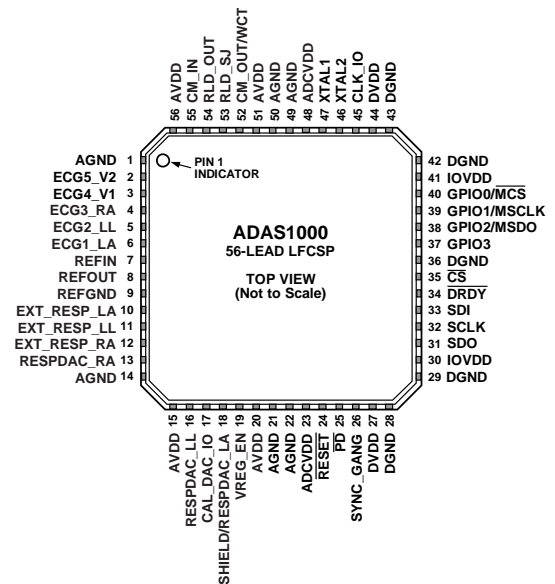 56 AVDD
55 CM_IN
54 RLD_OUT
53 RLD_SJ
52 CM_OUT/WCT
51 AVDD
50 AGND
49 AGND
48 ADCVDD
47 XTAL1
46 XTAL2
45 CLK_IO
44 DVDD
43 DGND
AGND 1
ECG5_V2 2
ECG4_V1 3
ECG3_RA 4
ECG2_LL 5
ECG1_LA 6
REFIN 7
REFOUT 8
REFGND 9
EXT_RESP_LA 10
EXT_RESP_LL 11
EXT_RESP_RA 12
RESPDAC_RA 13
AGND 14
PIN 1
INDICATOR
ADAS1000
56-LEAD LFCSP
TOP VIEW
(Not to Scale)
42 DGND
41 IOVDD
40 GPIO0/MCS
39 GPIO1/MSCLK
38 GPIO2/MSDO
37 GPIO3
36 DGND
35 CS
34 DRDY
33 SDI
32 SCLK
31 SDO
30 IOVDD
29 DGND
AVDD 15
RESPDAC_LL 16
CAL_DAC_IO 17
SHIELD/RESPDAC_LA 18
VREG_EN 19
AVDD 20
AGND 21
AGND 22
ADCVDD 23
RESET 24
PD 25
SYNC_GANG 26
DVDD 27
DGND 28